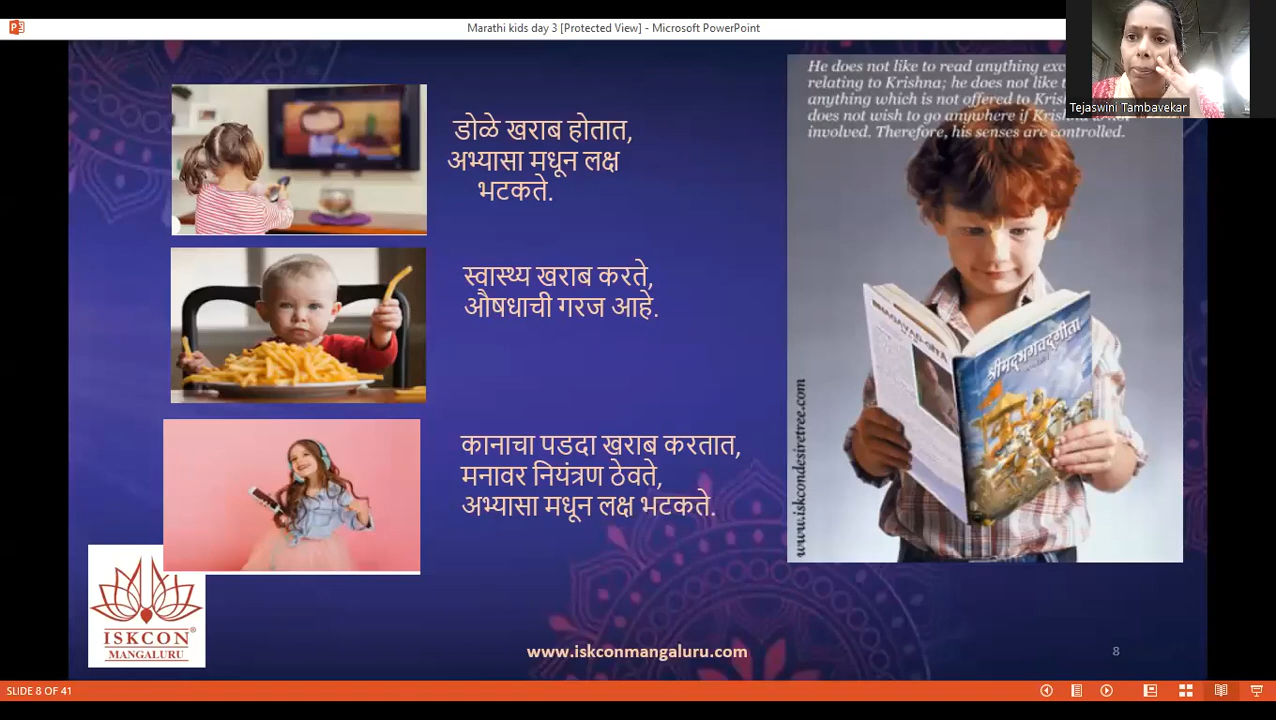 Marathi kids day 3 [Protected View] - Microsoft PowerPoint
Tejaswini Tambavekar
डोळे खराब होतात,
अभ्यासा मधून लक्ष
भटकते.
स्वास्थ्य खराब करते,
औषधाची गरज आहे.
कानाचा पडदा खराब करतात,
मनावर नियंत्रण ठेवते,
अभ्यासा मधून लक्ष भटकते.
He does not like to read anything
relating to Krishna; he does not like
anything which is not offered to
does not wish to go anywhere if
involved. Therefore, his senses are controlled.
BHAGAVAD-GITA
श्रीमद्भगवद्गीता
www.iskcondesiretree.com
ISKCON®
MANGALURU
www.iskconmangaluru.com
8
SLIDE 8 OF 41